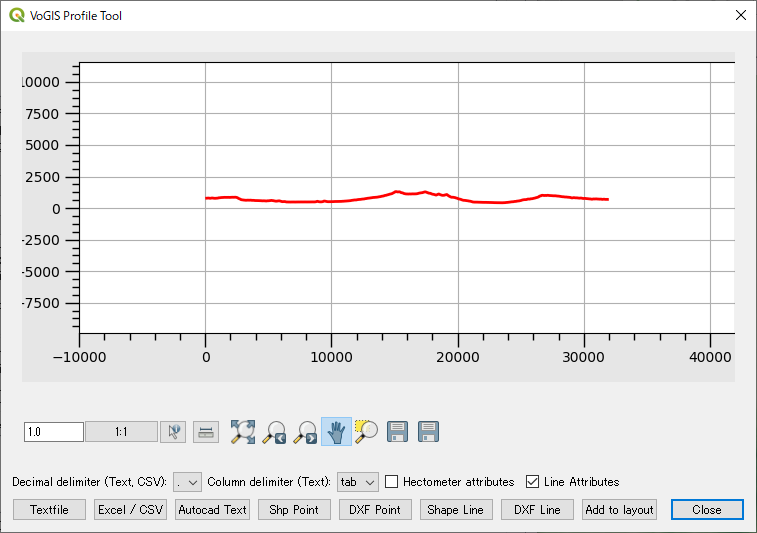 VoGIS Profile Tool
10000
7500
5000
2500
0
-2500
-5000
-7500
−10000 0 10000 20000 30000 40000
1.0 1:1
Decimal delimiter (Text, CSV): . Column delimiter (Text): tab Hectometer attributes Line Attributes
Textfile Excel / CSV Autocad Text Shp Point DXF Point Shape Line DXF Line Add to layout Close